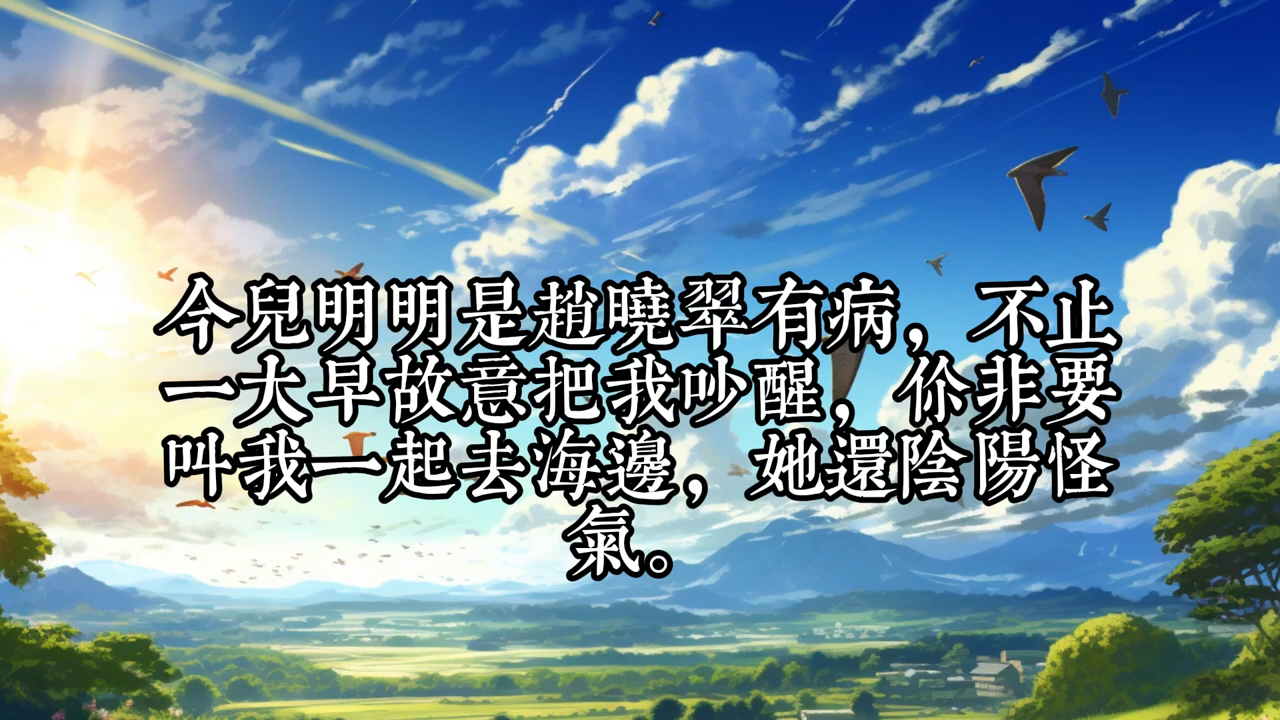 今兒明明是趙曉翠有病，不止
一大早故意把我吵醒，你非要
叫我一起去海邊，她還陰陽怪
氣。